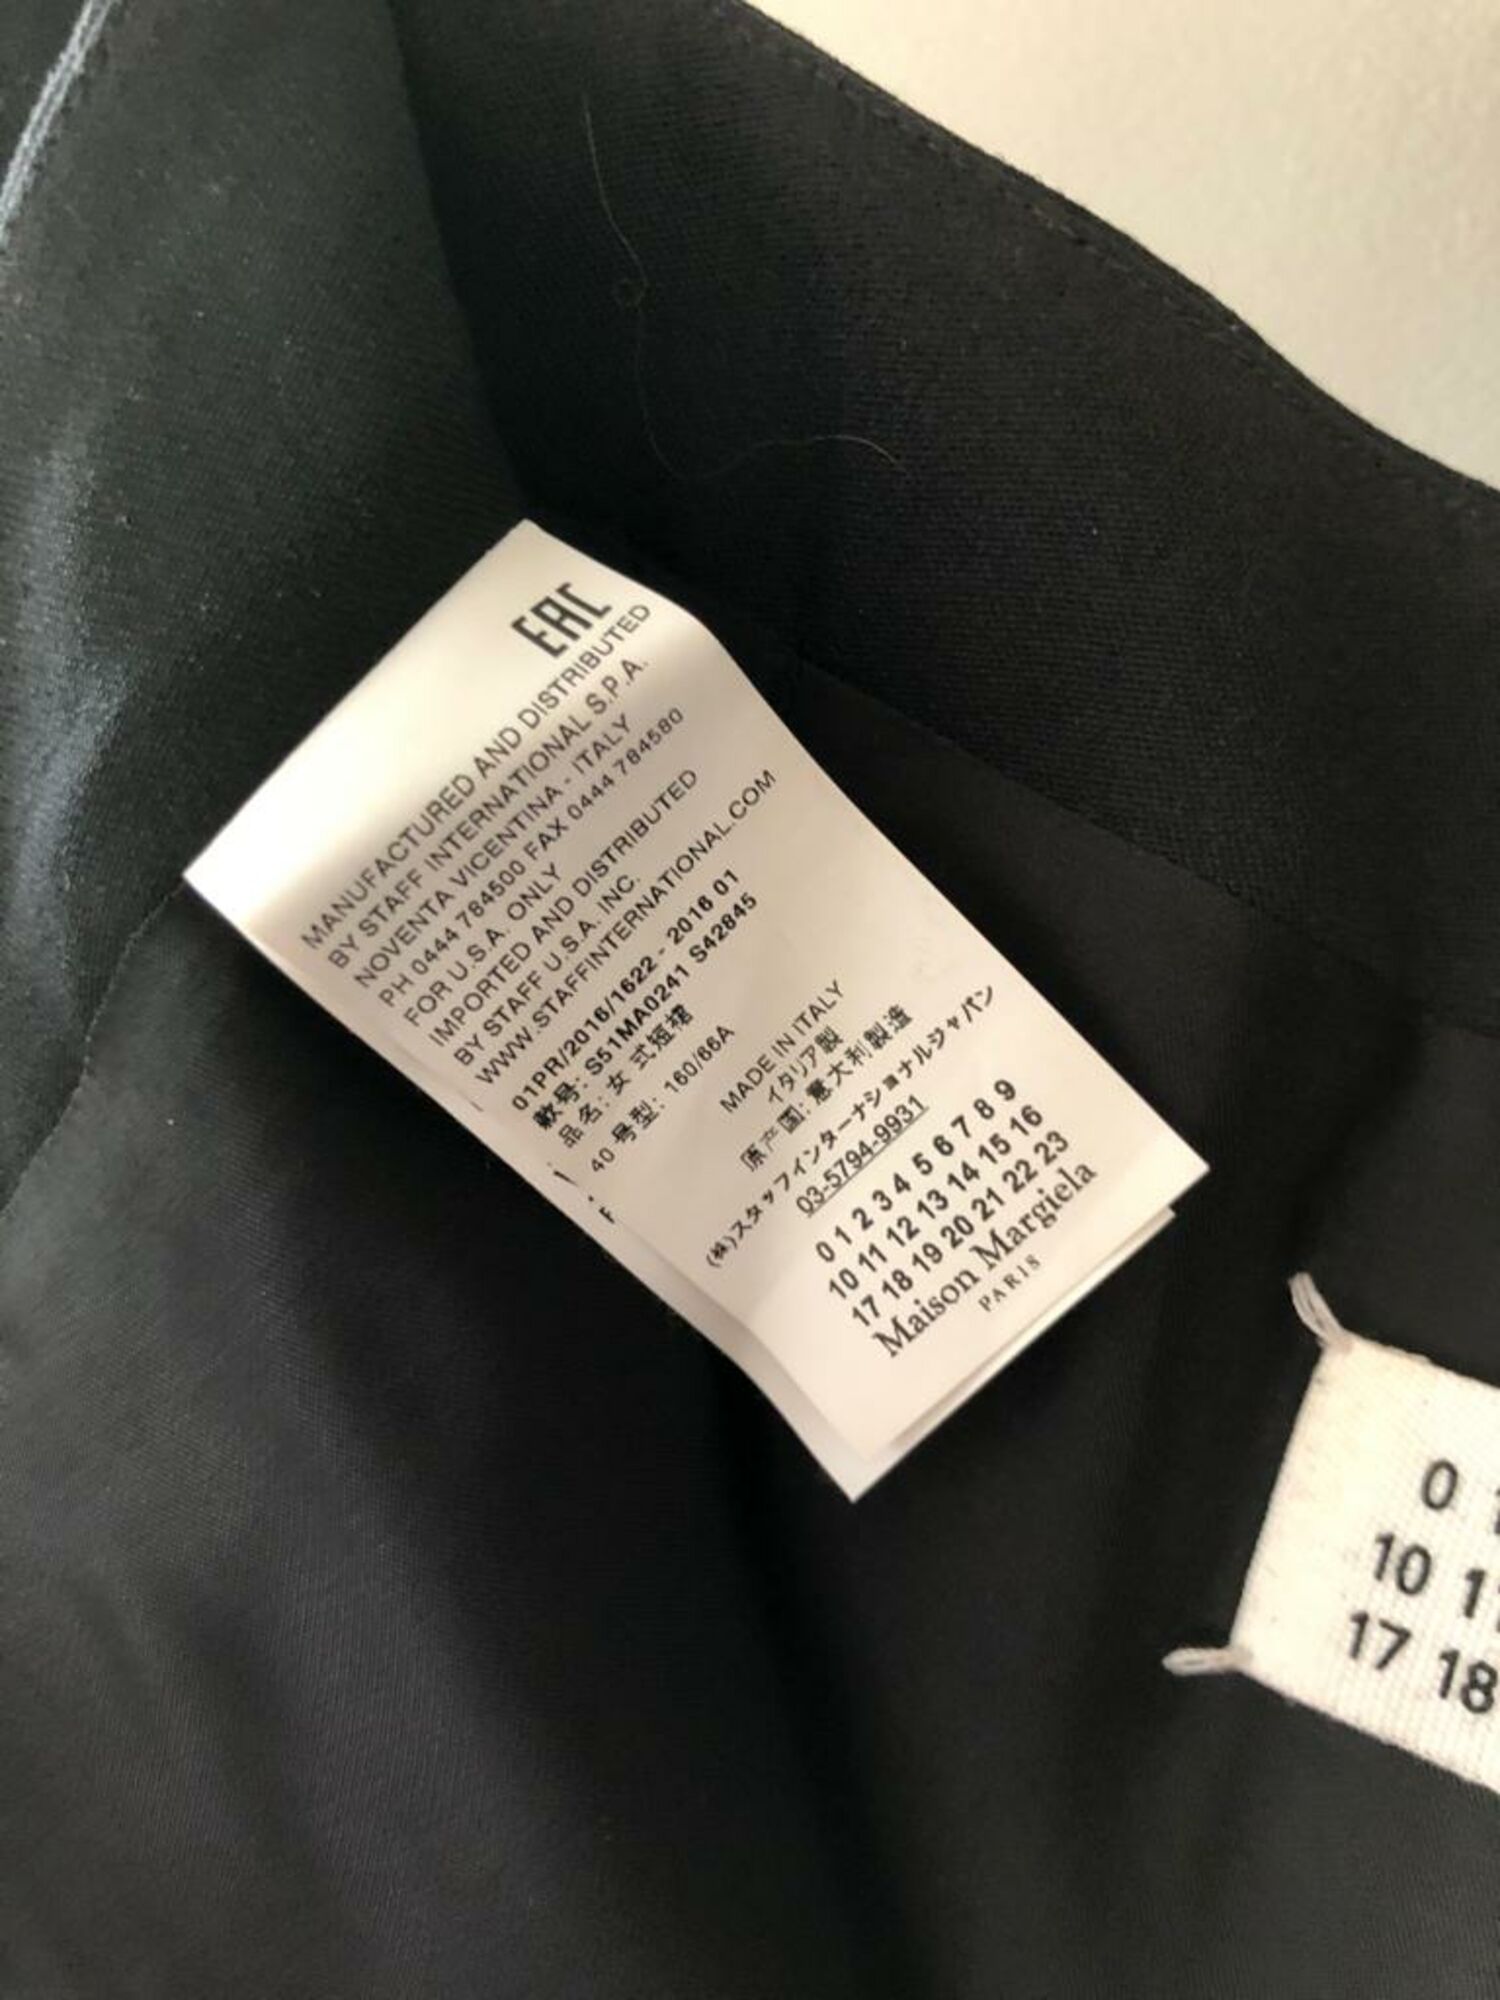 EAC
MANUFACTURED AND DISTRIBUTED
BY STAFF INTERNATIONAL S.P.A.
NOVENTA VICENTINA - ITALY
PH 0444 784500 FAX 0444 784580
FOR U.S.A. ONLY
IMPORTED AND DISTRIBUTED
BY STAFF U.S.A. INC.
WWW.STAFFINTERNATIONAL.COM
01PR/2016/1622 - 2016 01
款号: S51MA0241 S42845
品名: 女 式短裙
40 号型: 160/66A
MADE IN ITALY
イタリア製
原产国: 意大利製造
(株)スタッフインターナショナルジャパン
03-5794-9931
0 1 2 3 4 5 6 7 8 9
10 11 12 13 14 15 16
17 18 19 20 21 22 23
Maison Margiela
PARIS
0 1
10 11
17 18